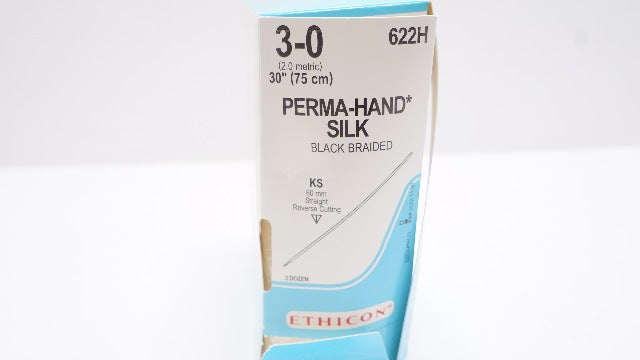 3-0
622H
(2.0 metric)
30" (75 cm)
PERMA-HAND*
SILK
BLACK BRAIDED
KS
60 mm
Straight
Reverse Cutting
3 DOZEN
ETHICON™